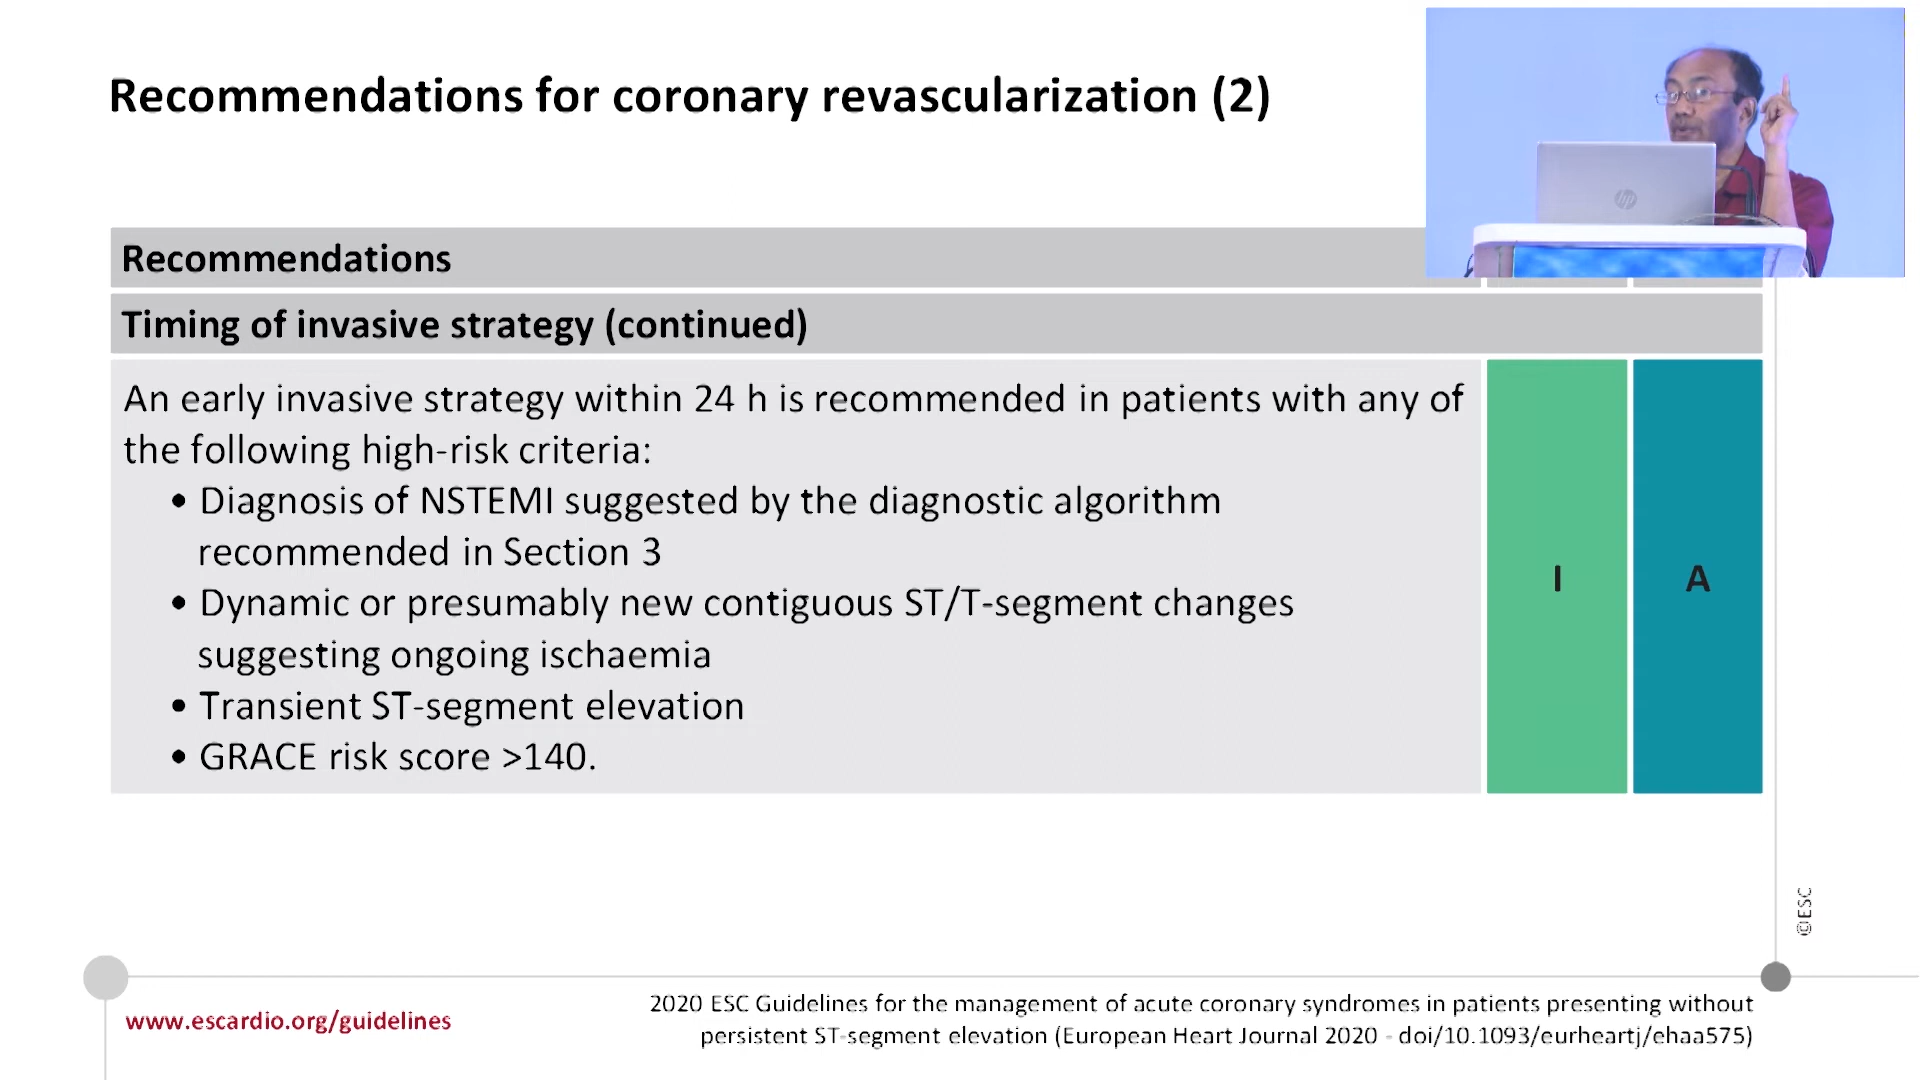 Recommendations for coronary revascularization (2)
hp
Recommendations
Timing of invasive strategy (continued)
An early invasive strategy within 24 h is recommended in patients with any of
the following high-risk criteria:
• Diagnosis of NSTEMI suggested by the diagnostic algorithm
recommended in Section 3
• Dynamic or presumably new contiguous ST/T-segment changes
suggesting ongoing ischaemia
• Transient ST-segment elevation
• GRACE risk score >140.
I
A
©ESC
www.escardio.org/guidelines
2020 ESC Guidelines for the management of acute coronary syndromes in patients presenting without
persistent ST-segment elevation (European Heart Journal 2020 - doi/10.1093/eurheartj/ehaa575)